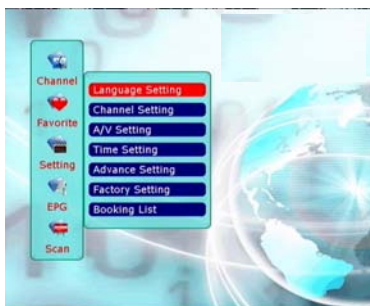 Channel
Favorite
Setting
EPG
Scan
Language Setting
Channel Setting
A/V Setting
Time Setting
Advance Setting
Factory Setting
Booking List